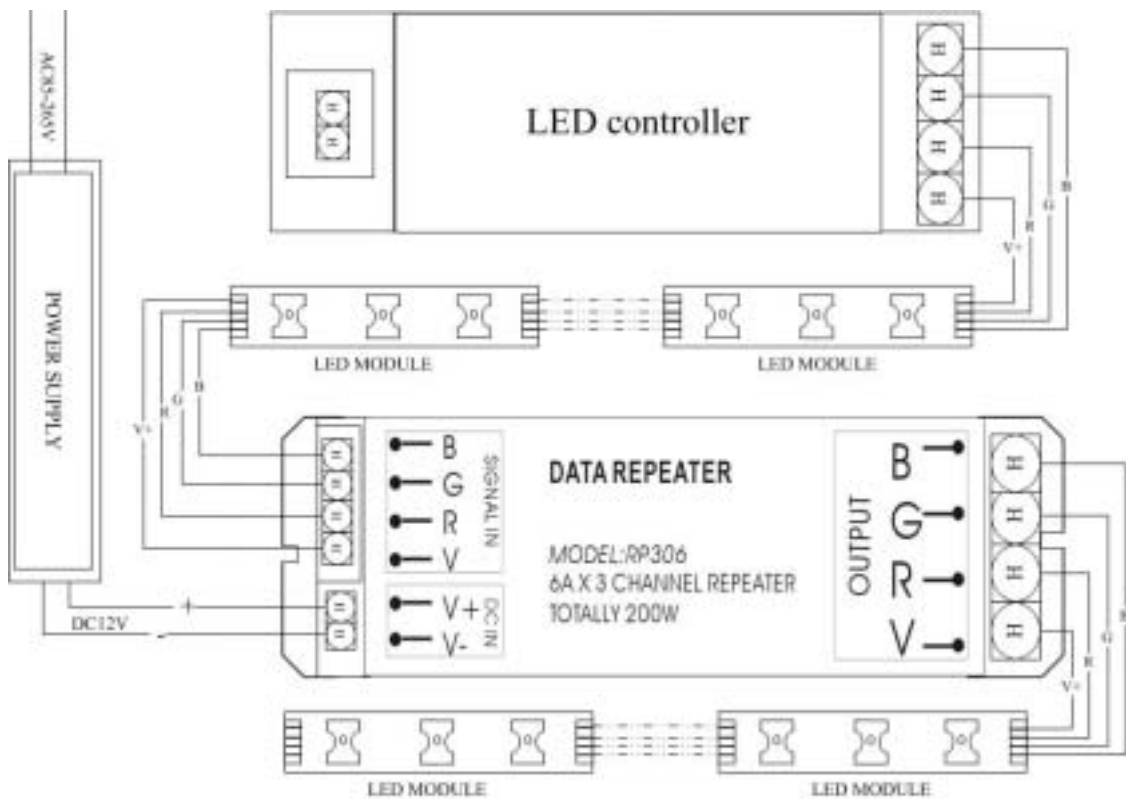 AC85-265V
POWER SUPPLY
DC12V
+
-
LED controller
H
H
H
H
H
H
B
G
R
V+
LED MODULE
LED MODULE
B
G
R
V+
H
H
H
H
H
H
B
G
R
V
SIGNAL IN
V+
V-
DC IN
DATA REPEATER
MODEL:RP306
6A X 3 CHANNEL REPEATER
TOTALLY 200W
OUTPUT
B
G
R
V
H
H
H
H
B
G
R
V+
LED MODULE
LED MODULE